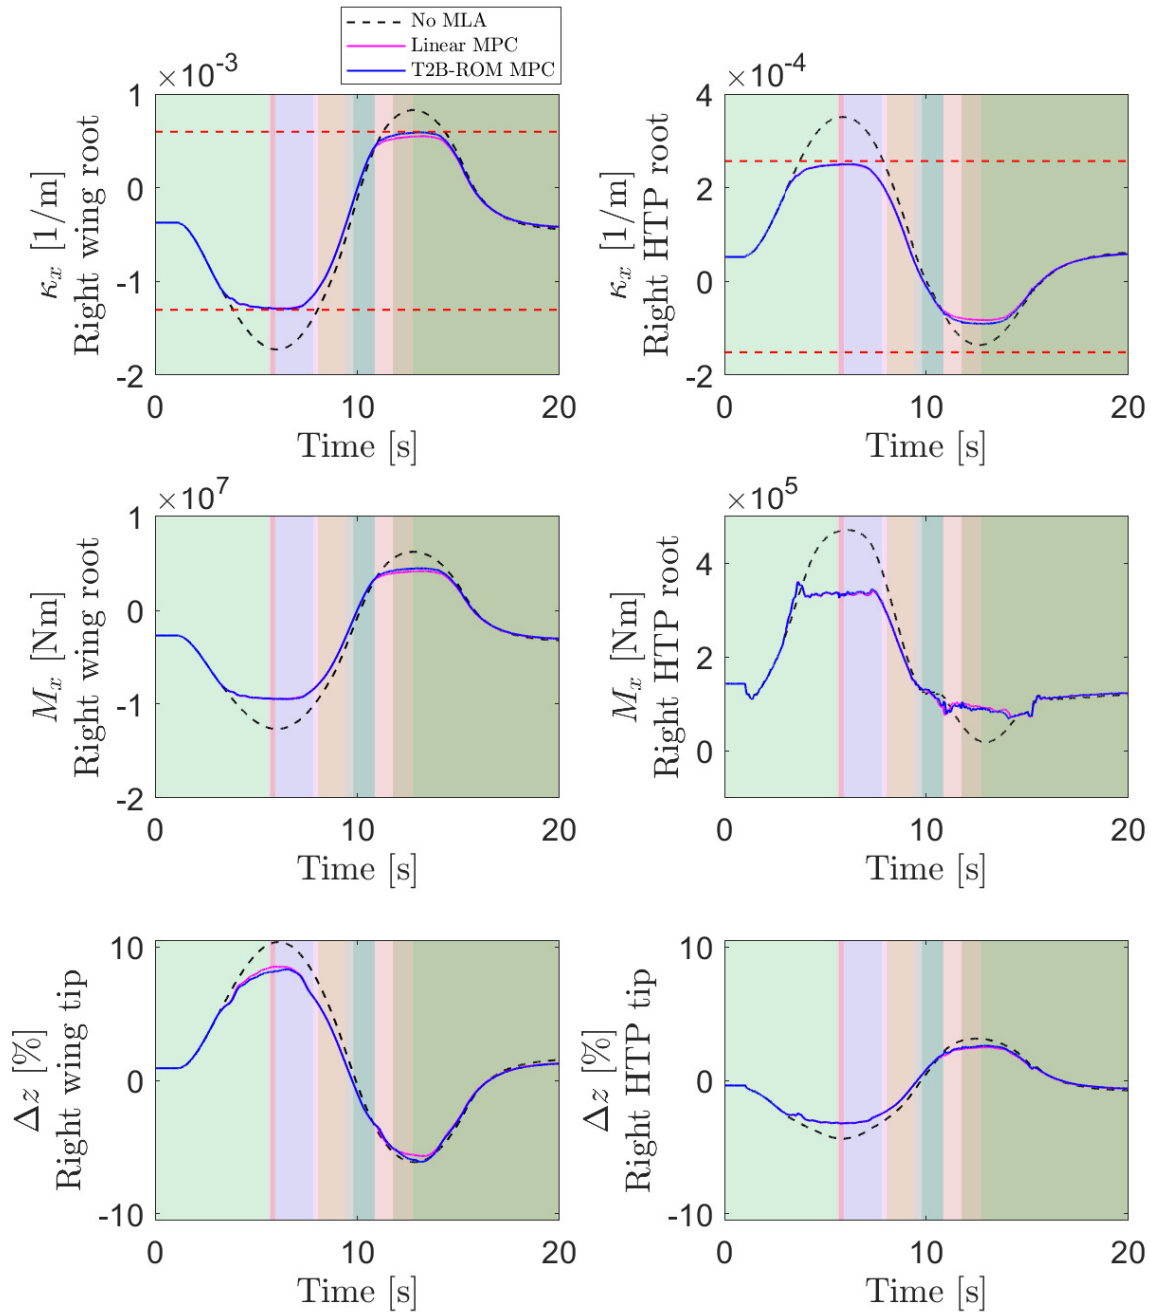 No MLA
Linear MPC
T2B-ROM MPC
×10⁻³
1
0
-1
-2
0 10 20
Time [s]
κₓ [1/m]
Right wing root
×10⁻⁴
4
2
0
-2
0 10 20
Time [s]
κₓ [1/m]
Right HTP root
×10⁷
1
0
-1
-2
0 10 20
Time [s]
Mₓ [Nm]
Right wing root
×10⁵
4
2
0
0 10 20
Time [s]
Mₓ [Nm]
Right HTP root
10
0
-10
0 10 20
Time [s]
Δz [%]
Right wing tip
10
0
-10
0 10 20
Time [s]
Δz [%]
Right HTP tip